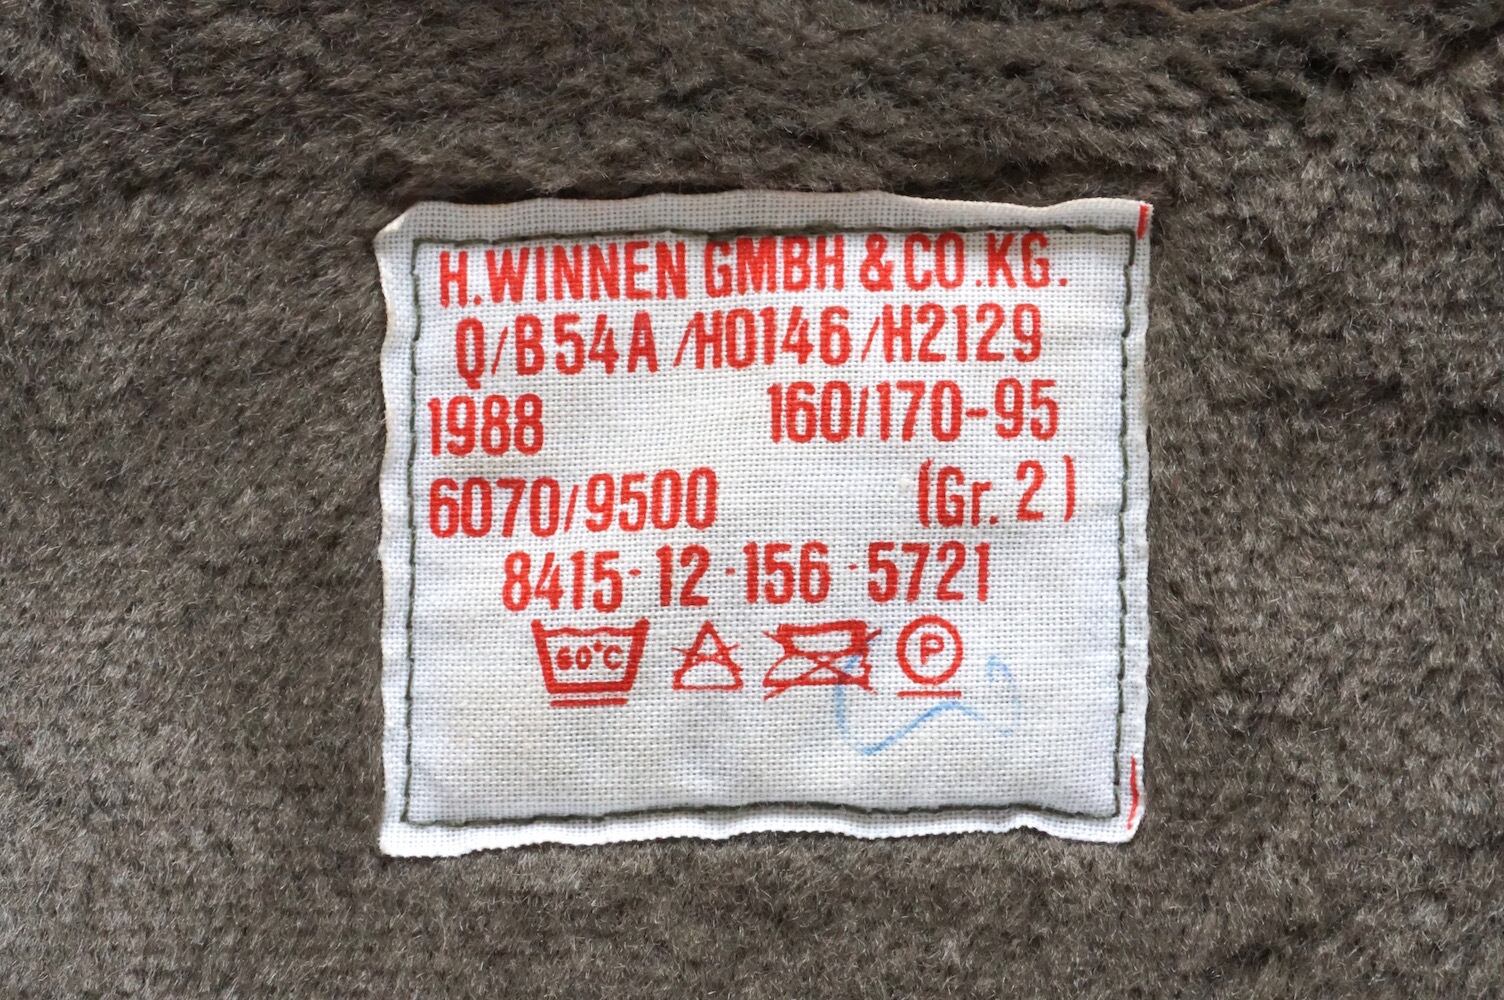 H. WINNEN GMBH & CO. KG.
Q/B54A /H0146/H2129
1988 160/170-95
6070/9500 (Gr. 2)
8415-12-156-5721
60°C P